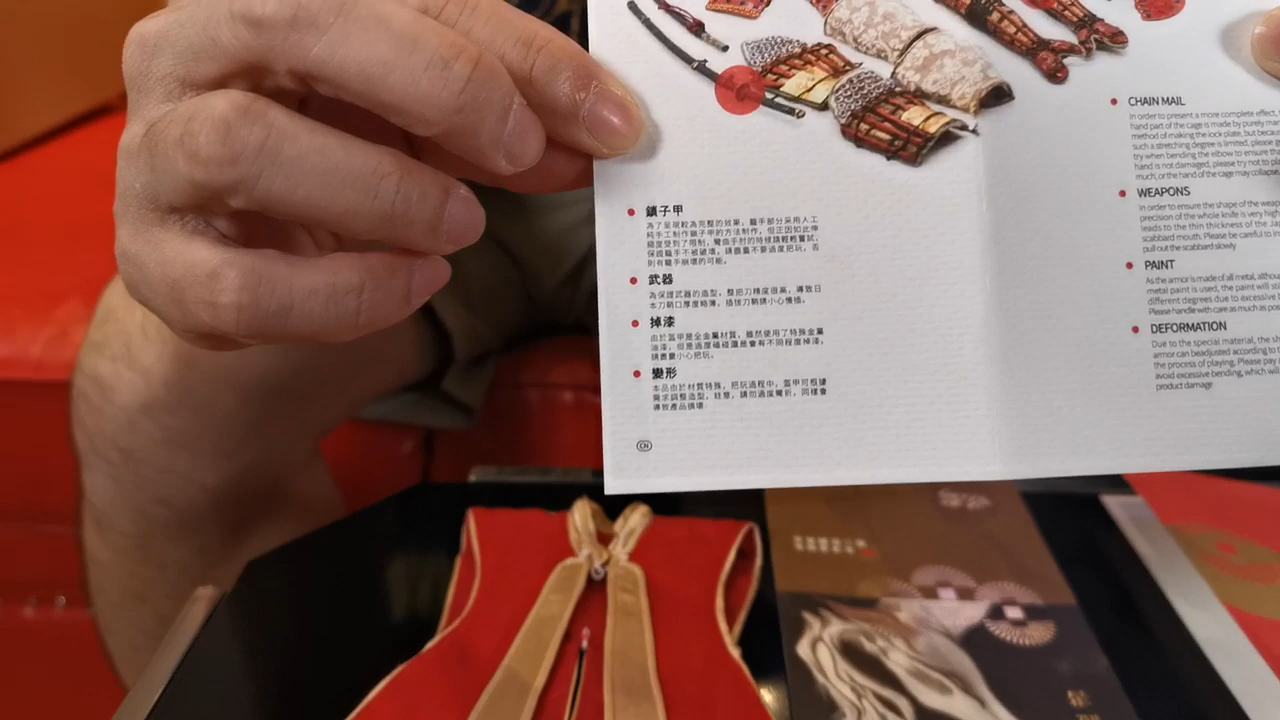 鎖子甲
為了呈現較為完整的效果，籠手部分采用人工
純手工制作鎖子甲的方法制作，但正因如此伸
縮度受到了限制，彎曲手肘的時候請輕輕嘗試，
保證籠手不被破壞，請盡量不要過度把玩，否
則有籠手崩壞的可能。
武器
為保證武器的造型，整把刀精度很高，導致日
本刀鞘口厚度略薄，插拔刀鞘請小心慢插。
掉漆
由於盔甲是全金屬材質，雖然使用了特殊金屬
油漆，但是過度磕碰還是會有不同程度掉漆，
請盡量小心把玩。
變形
本品由於材質特殊，把玩過程中，盔甲可根據
需求調整造型，註意，請勿過度彎折，同樣會
導致產品損壞
CN
CHAIN MAIL
In order to present a more complete effect,
hand part of the cage is made by purely
method of making the lock plate, but because
such a stretching degree is limited, please
try when bending the elbow to ensure that
hand is not damaged, please try not to
much, or the hand of the cage may collapse.
WEAPONS
In order to ensure the shape of the
precision of the whole knife is very
leads to the thin thickness of the
scabbard mouth. Please be careful to
pull out the scabbard slowly
PAINT
As the armor is made of all metal,
metal paint is used, the paint will still
different degrees due to excessive
Please handle with care as much as
DEFORMATION
Due to the special material, the
armor can beadjusted according to
the process of playing. Please pay
avoid excessive bending, which will
product damage